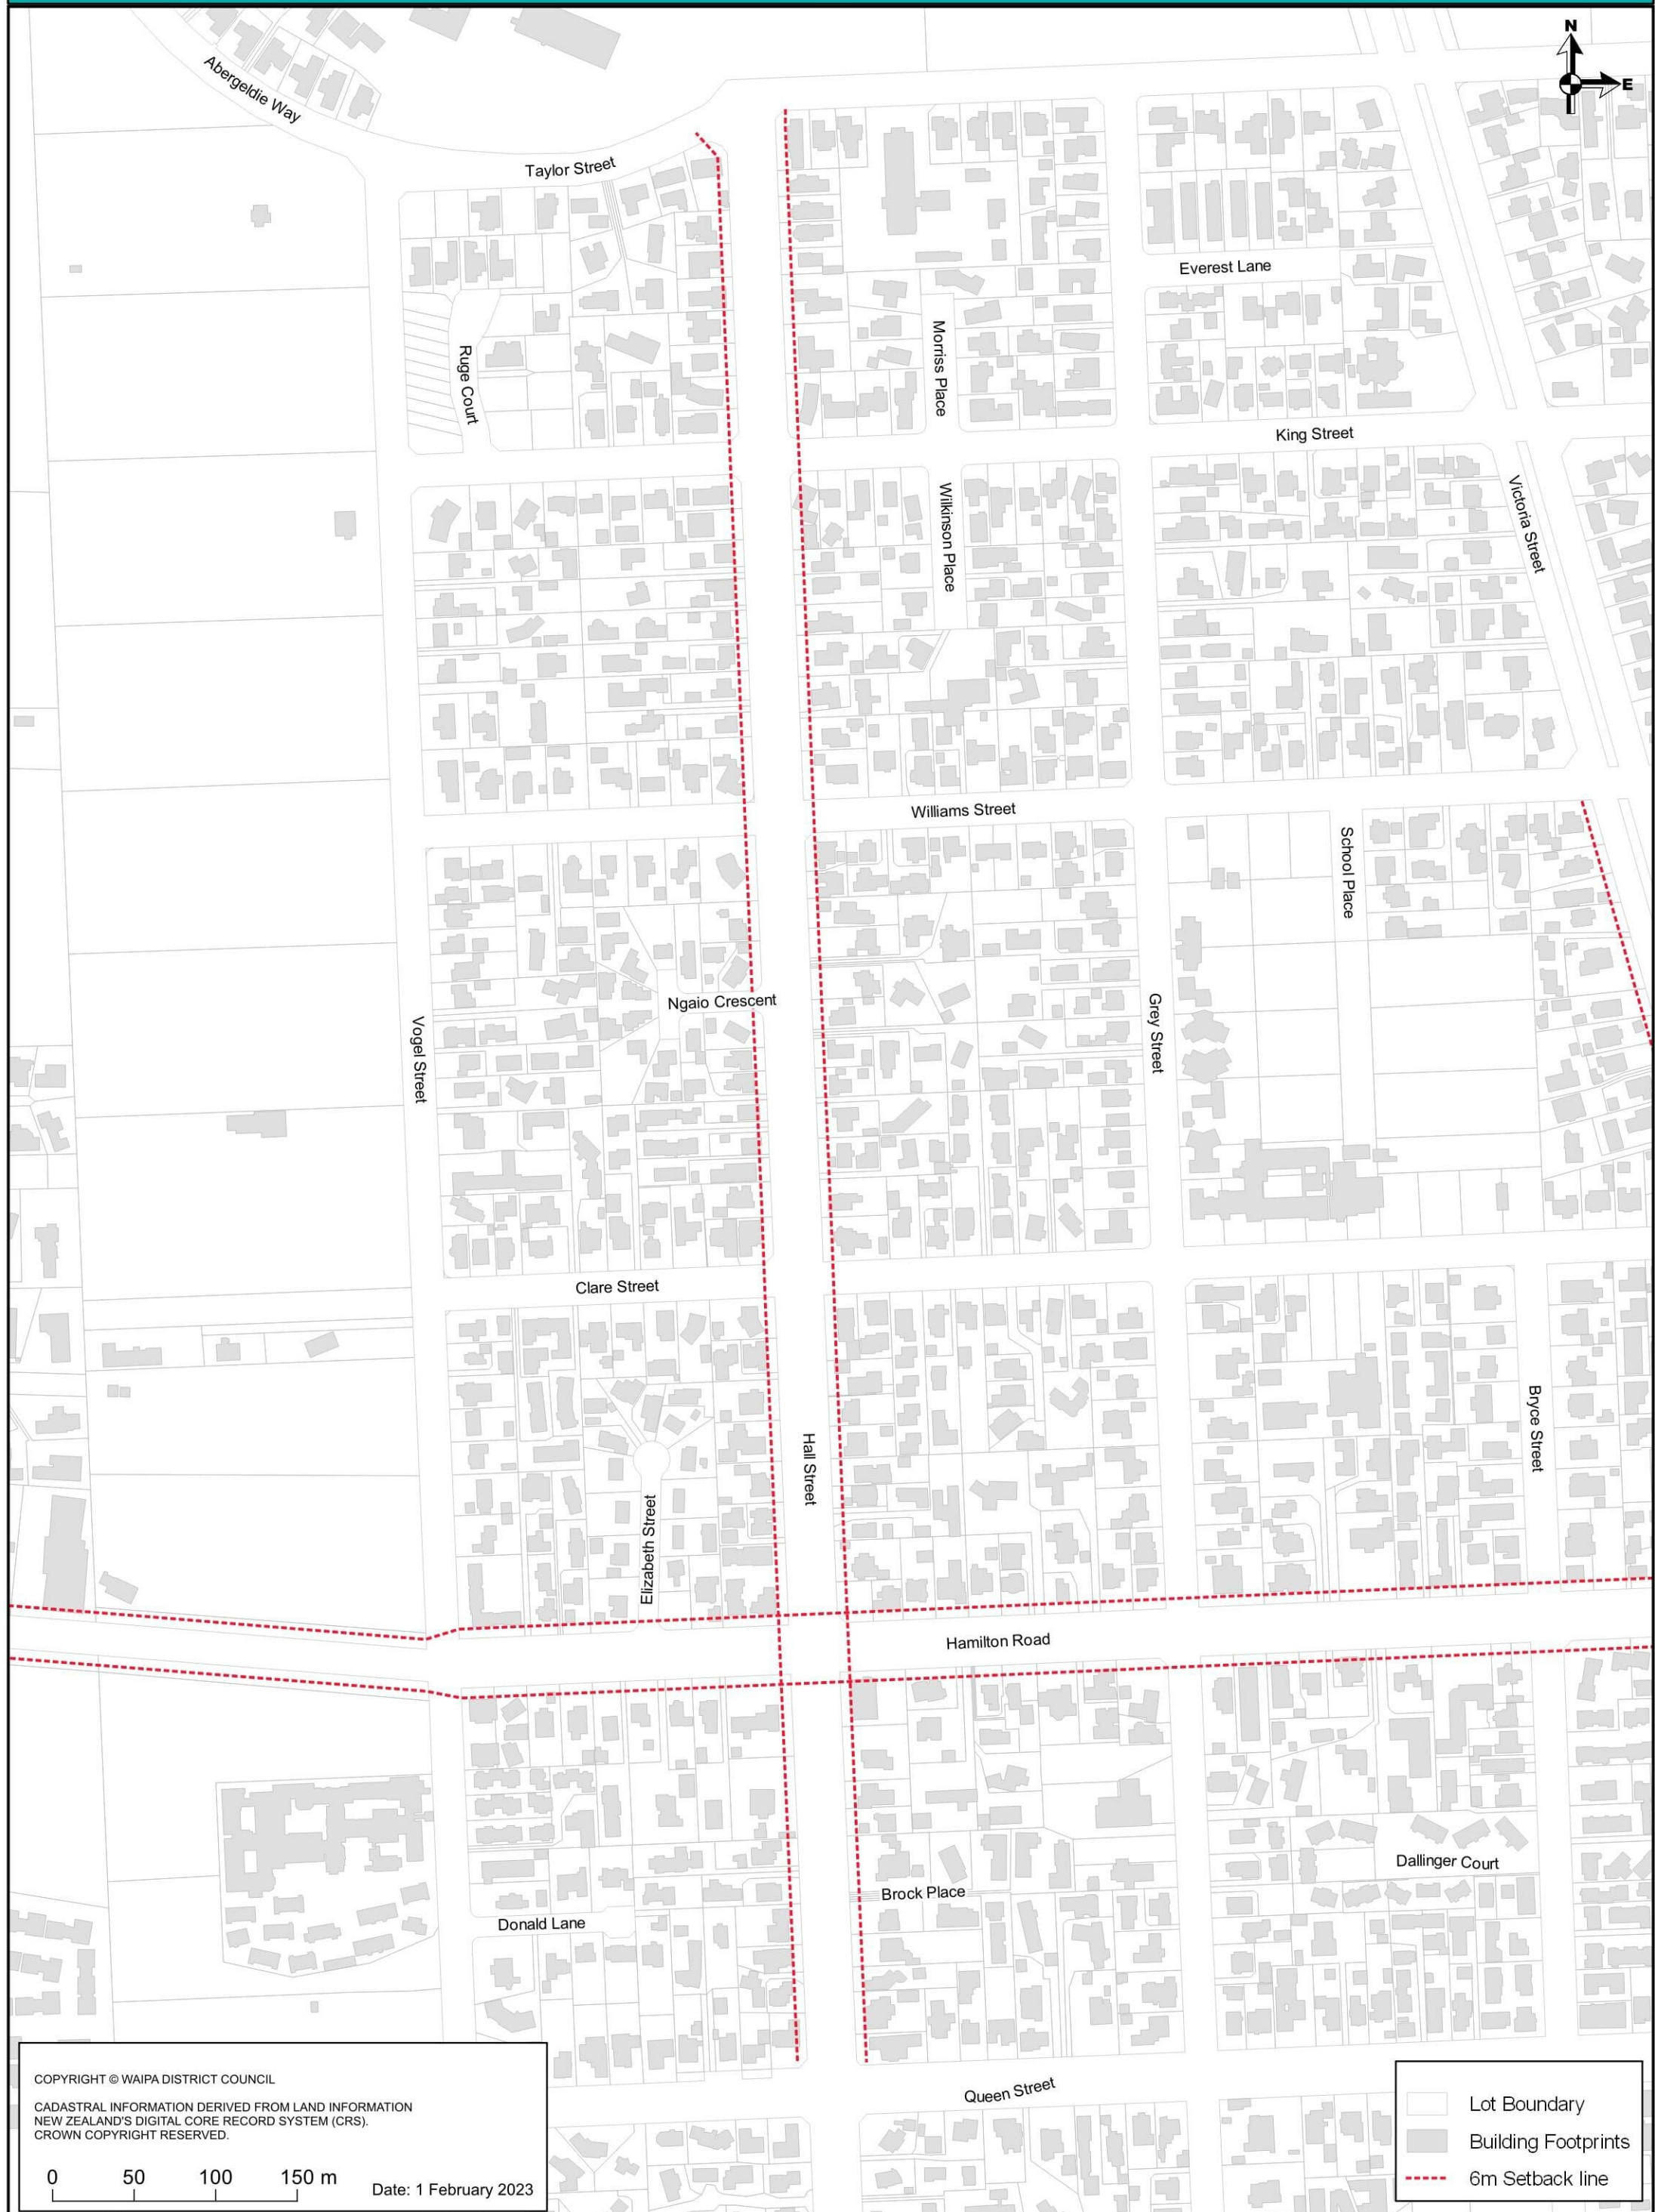 N
E
Abergeldie Way
Taylor Street
Everest Lane
Morriss Place
Ruge Court
King Street
Victoria Street
Wilkinson Place
Williams Street
School Place
Ngaio Crescent
Grey Street
Vogel Street
Clare Street
Bryce Street
Hall Street
Elizabeth Street
Hamilton Road
Dallinger Court
Brock Place
Donald Lane
Queen Street
COPYRIGHT © WAIPA DISTRICT COUNCIL
CADASTRAL INFORMATION DERIVED FROM LAND INFORMATION
NEW ZEALAND'S DIGITAL CORE RECORD SYSTEM (CRS).
CROWN COPYRIGHT RESERVED.
0 50 100 150 m
Date: 1 February 2023
Lot Boundary
Building Footprints
6m Setback line